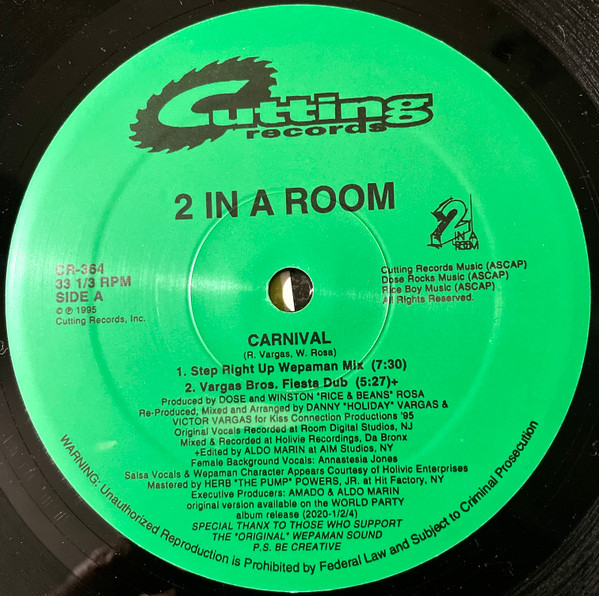 Cutting
records
2 IN A ROOM
2
IN A
ROOM
CR-364
33 1/3 RPM
SIDE A
© ℗ 1995
Cutting Records, Inc.
Cutting Records Music (ASCAP)
Dose Rocks Music (ASCAP)
Rice Boy Music (ASCAP)
All Rights Reserved.
CARNIVAL
(R. Vargas, W. Rosa)
1. Step Right Up Wepaman Mix (7:30)
2. Vargas Bros. Fiesta Dub (5:27)+
Produced by DOSE and WINSTON "RICE & BEANS" ROSA
Re-Produced, Mixed and Arranged by DANNY "HOLIDAY" VARGAS &
VICTOR VARGAS for Kiss Connection Productions '95
Original Vocals Recorded at Room Digital Studios, NJ
Mixed & Recorded at Holivie Recordings, Da Bronx
+Edited by ALDO MARIN at AIM Studios, NY
Female Background Vocals: Annastesia Jones
Salsa Vocals & Wepaman Character Appears Courtesy of Holivic Enterprises
Mastered by HERB "THE PUMP" POWERS, JR. at Hit Factory, NY
Executive Producers: AMADO & ALDO MARIN
original version available on the WORLD PARTY
album release (2020-1/2/4)
SPECIAL THANX TO THOSE WHO SUPPORT
THE "ORIGINAL" WEPAMAN SOUND
P.S. BE CREATIVE
WARNING: Unauthorized Reproduction is Prohibited by Federal Law and Subject to Criminal Prosecution